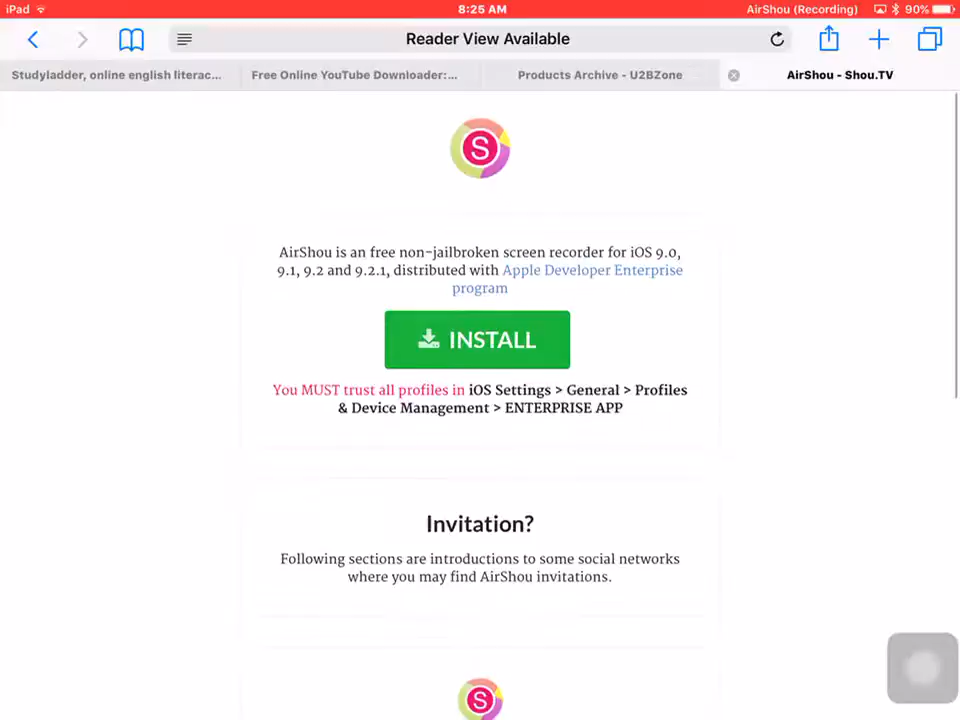 iPad 8:25 AM AirShou (Recording) 90%
Reader View Available
Studyladder, online english literac... Free Online YouTube Downloader:... Products Archive - U2BZone AirShou - Shou.TV
S
AirShou is an free non-jailbroken screen recorder for iOS 9.0,
9.1, 9.2 and 9.2.1, distributed with Apple Developer Enterprise
program
INSTALL
You MUST trust all profiles in iOS Settings > General > Profiles
& Device Management > ENTERPRISE APP
Invitation?
Following sections are introductions to some social networks
where you may find AirShou invitations.
S